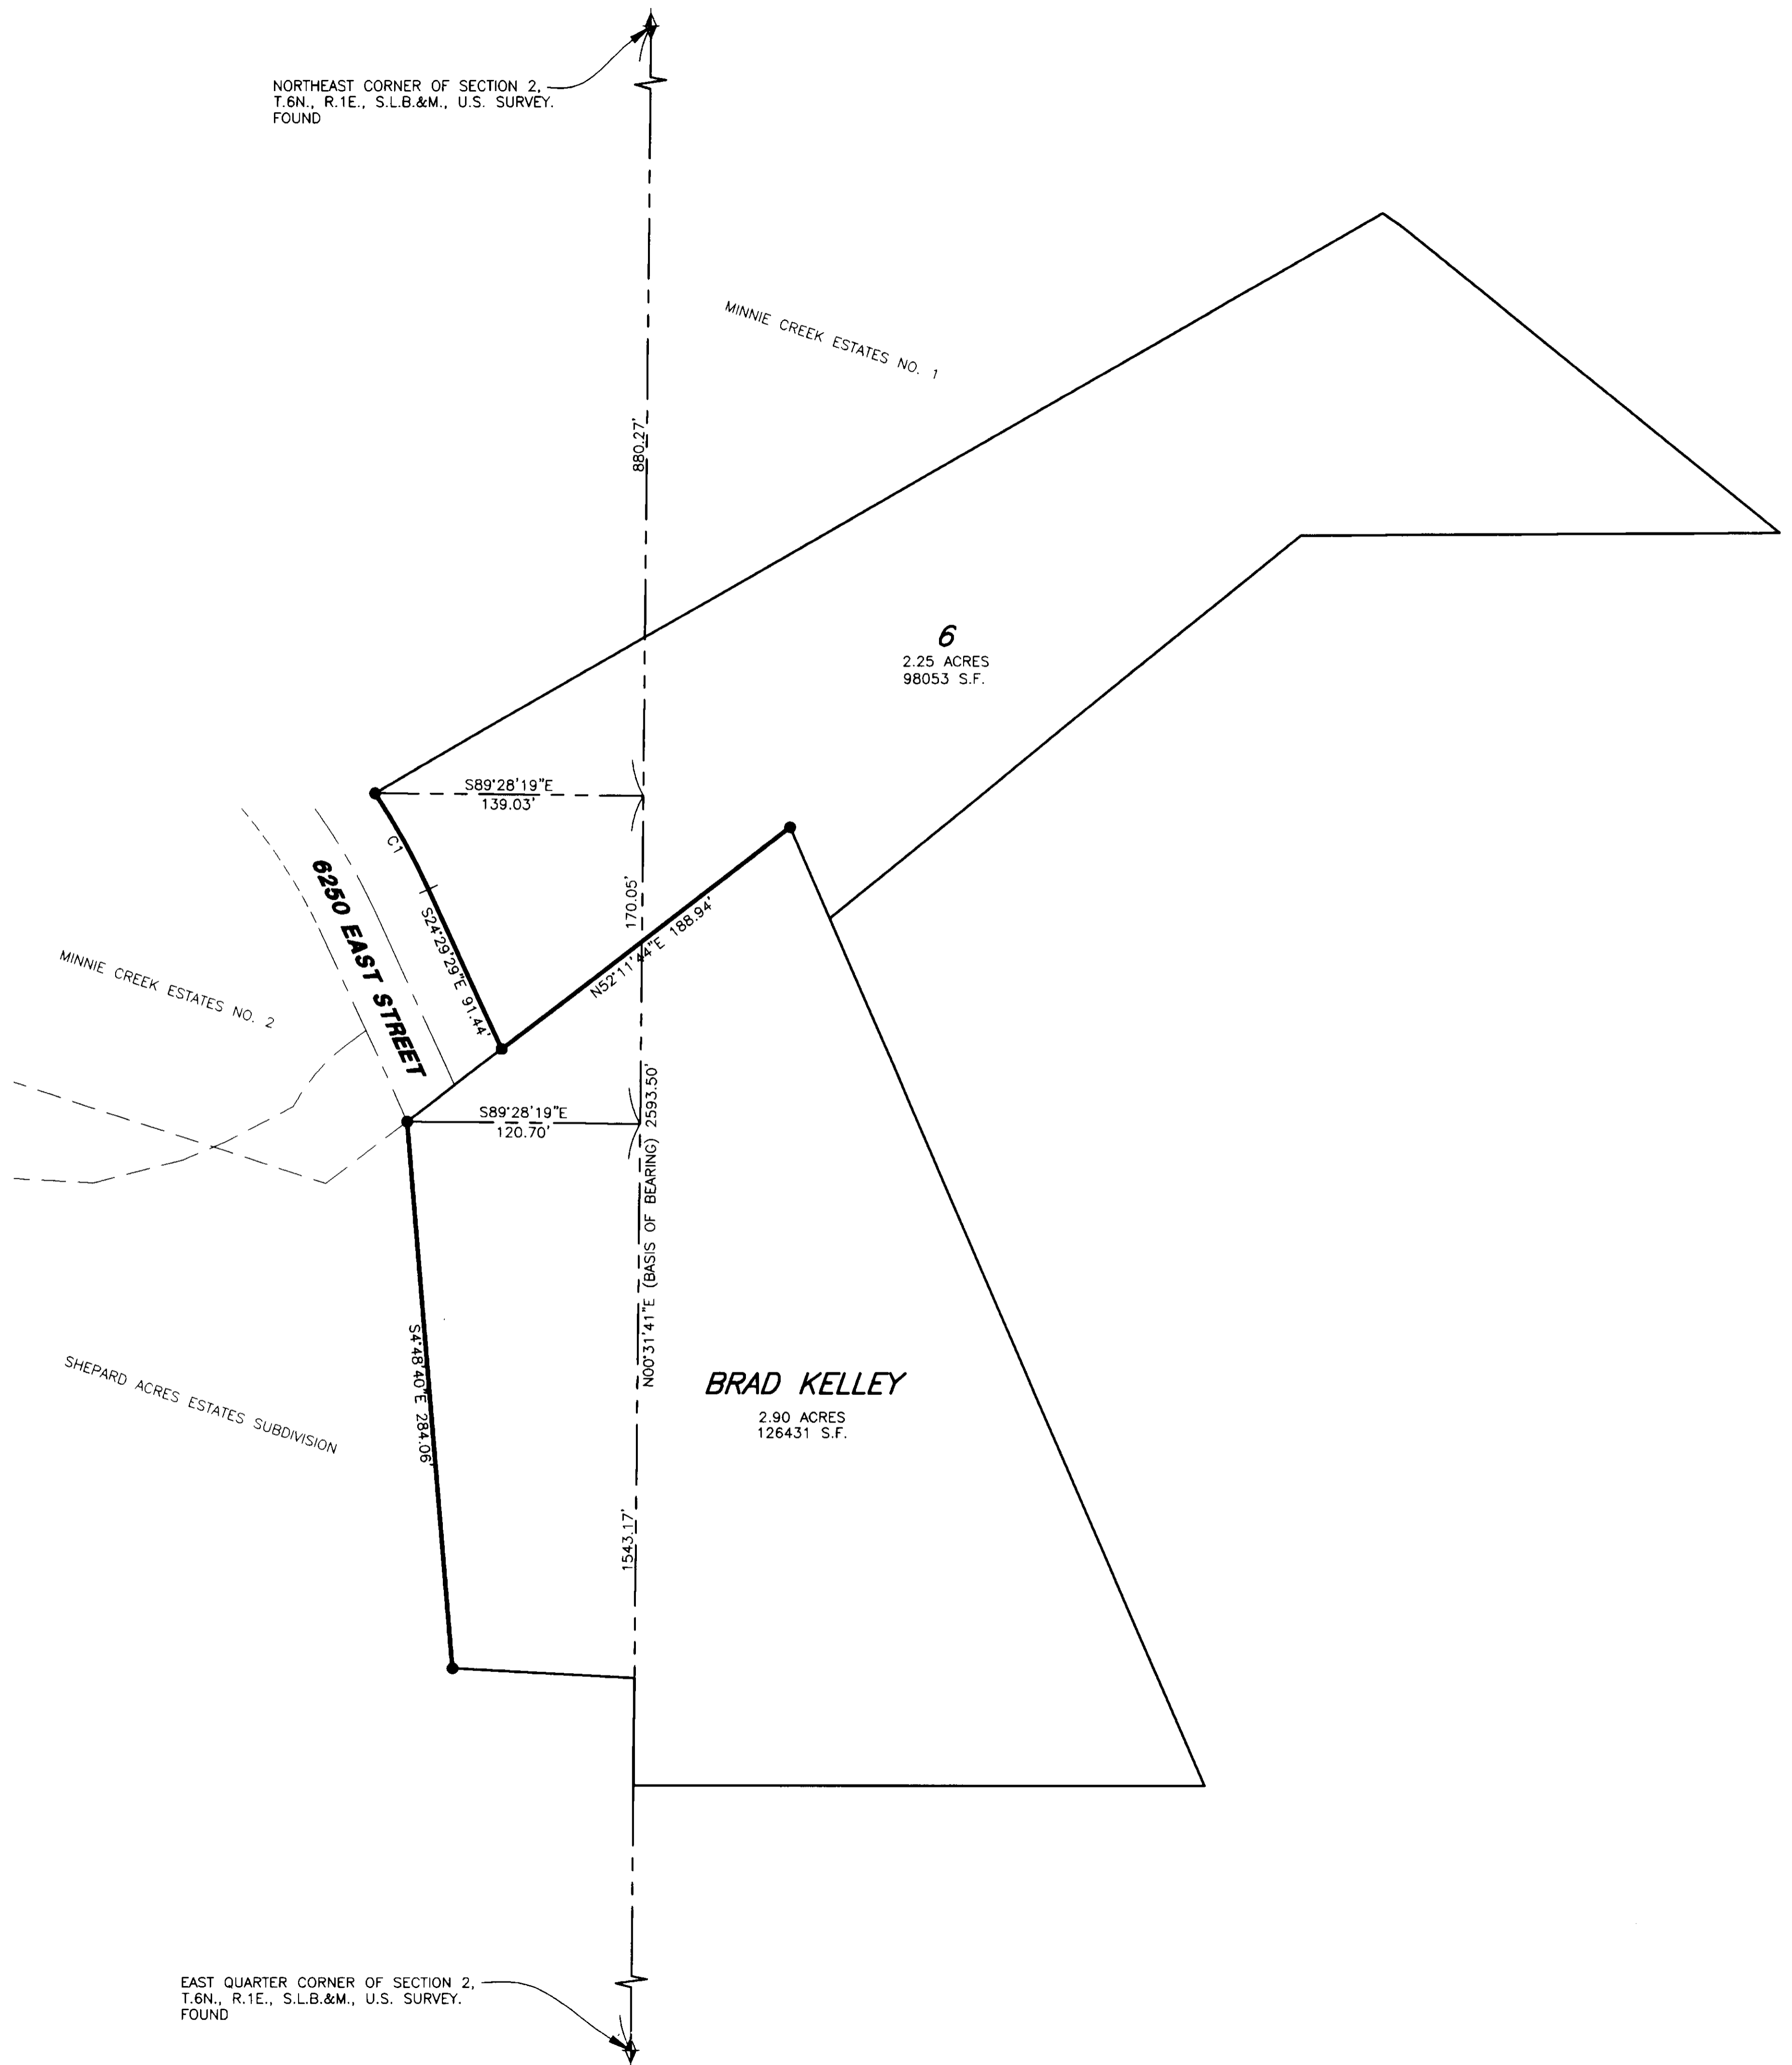 NORTHEAST CORNER OF SECTION 2,
T.6N., R.1E., S.L.B.&M., U.S. SURVEY.
FOUND
MINNIE CREEK ESTATES NO. 1
880.27'
6
2.25 ACRES
98053 S.F.
S89°28'19"E
139.03'
C1
6250 EAST STREET
S24°29'29"E 91.44'
170.05'
N52°11'44"E 188.94'
MINNIE CREEK ESTATES NO. 2
S89°28'19"E
120.70'
N00°31'41"E (BASIS OF BEARING) 2593.50'
S4°48'40"E 284.06'
SHEPARD ACRES ESTATES SUBDIVISION
BRAD KELLEY
2.90 ACRES
126431 S.F.
1543.17'
EAST QUARTER CORNER OF SECTION 2,
T.6N., R.1E., S.L.B.&M., U.S. SURVEY.
FOUND